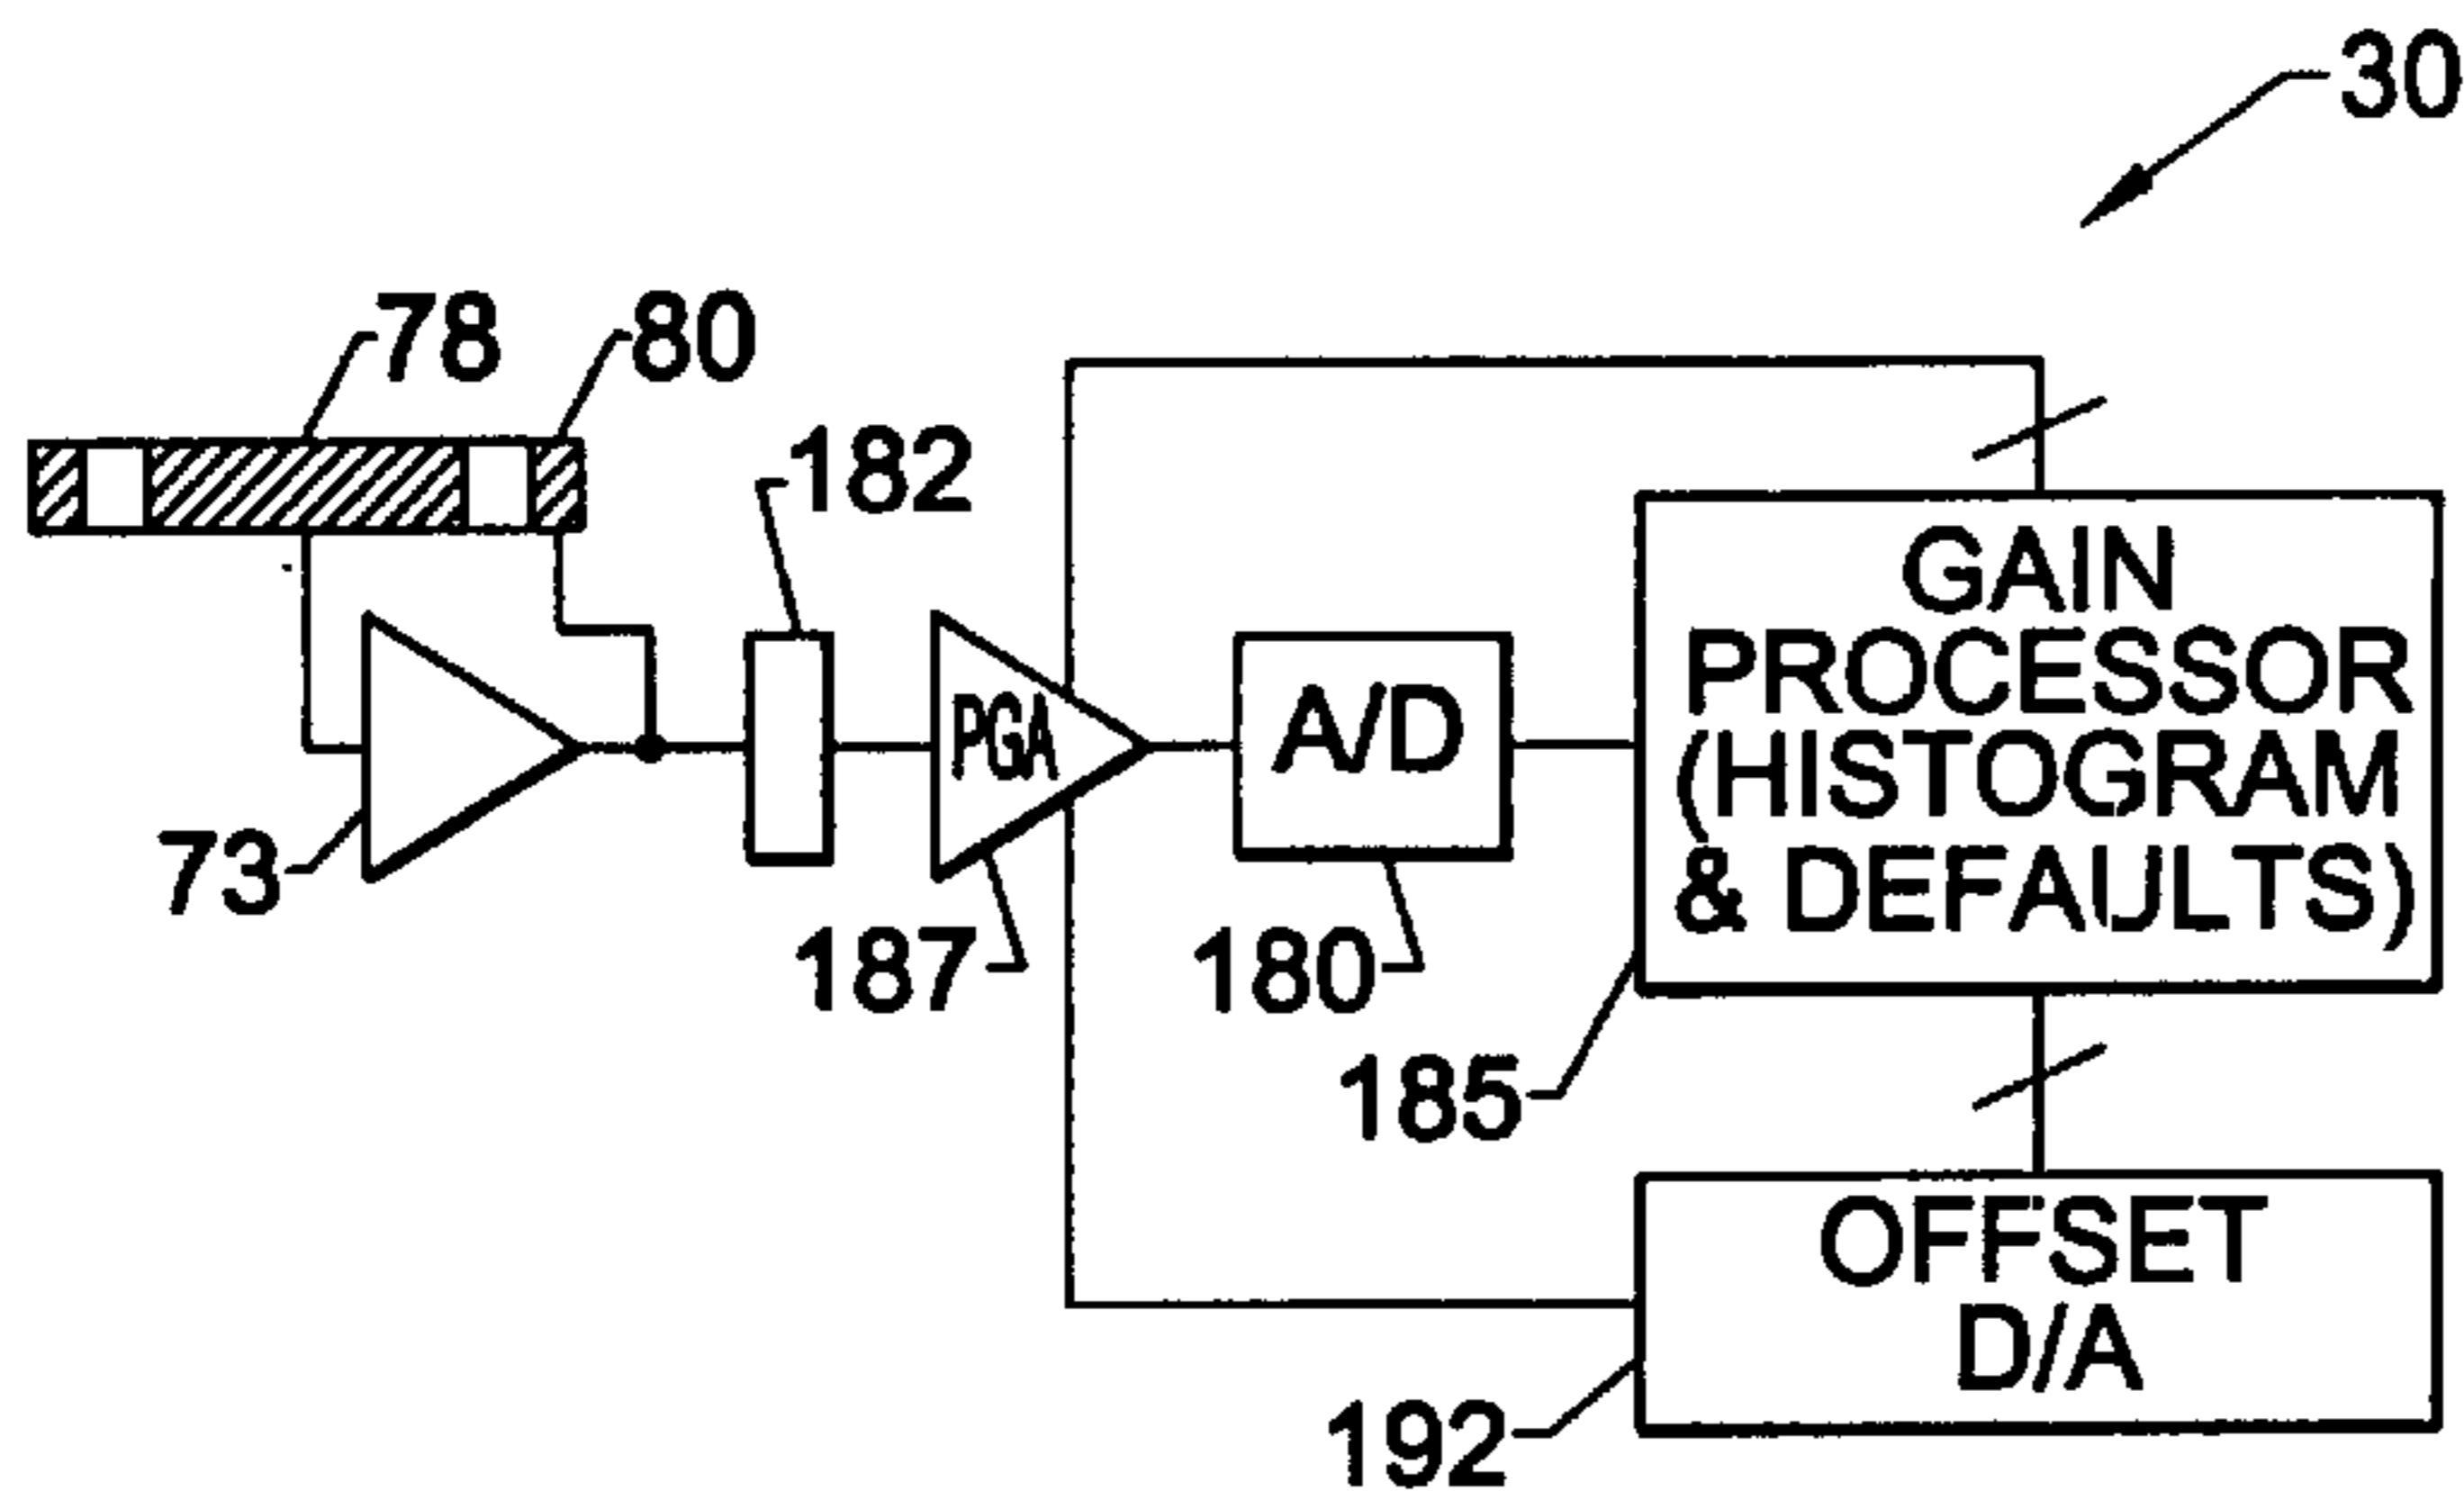 30
78
80
182
PGA
A/D
GAIN
PROCESSOR
(HISTOGRAM
& DEFAULTS)
73
187
180
185
OFFSET
D/A
192